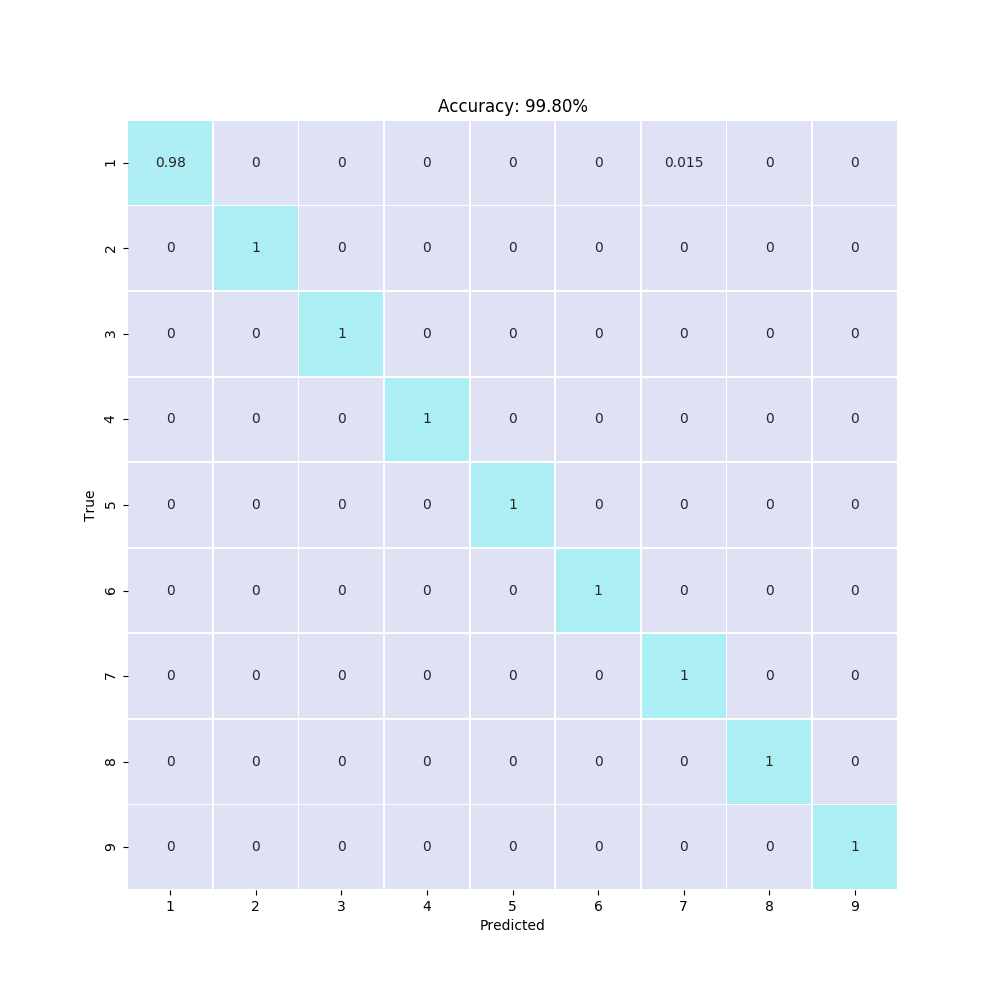 Accuracy: 99.80%
1 0.98 0 0 0 0 0 0.015 0 0
2 0 1 0 0 0 0 0 0 0
3 0 0 1 0 0 0 0 0 0
4 0 0 0 1 0 0 0 0 0
5 0 0 0 0 1 0 0 0 0
6 0 0 0 0 0 1 0 0 0
7 0 0 0 0 0 0 1 0 0
8 0 0 0 0 0 0 0 1 0
9 0 0 0 0 0 0 0 0 1
True
1 2 3 4 5 6 7 8 9
Predicted